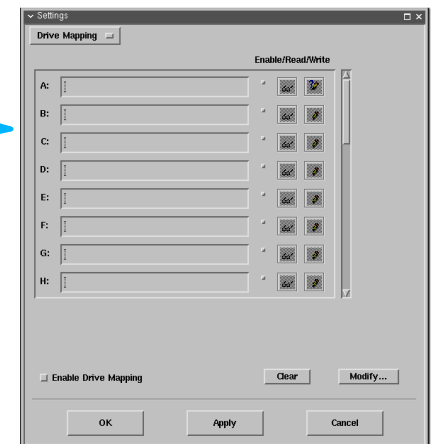 Settings
Drive Mapping
Enable/Read/Write
A:
B:
C:
D:
E:
F:
G:
H:
Enable Drive Mapping
Clear
Modify...
OK
Apply
Cancel